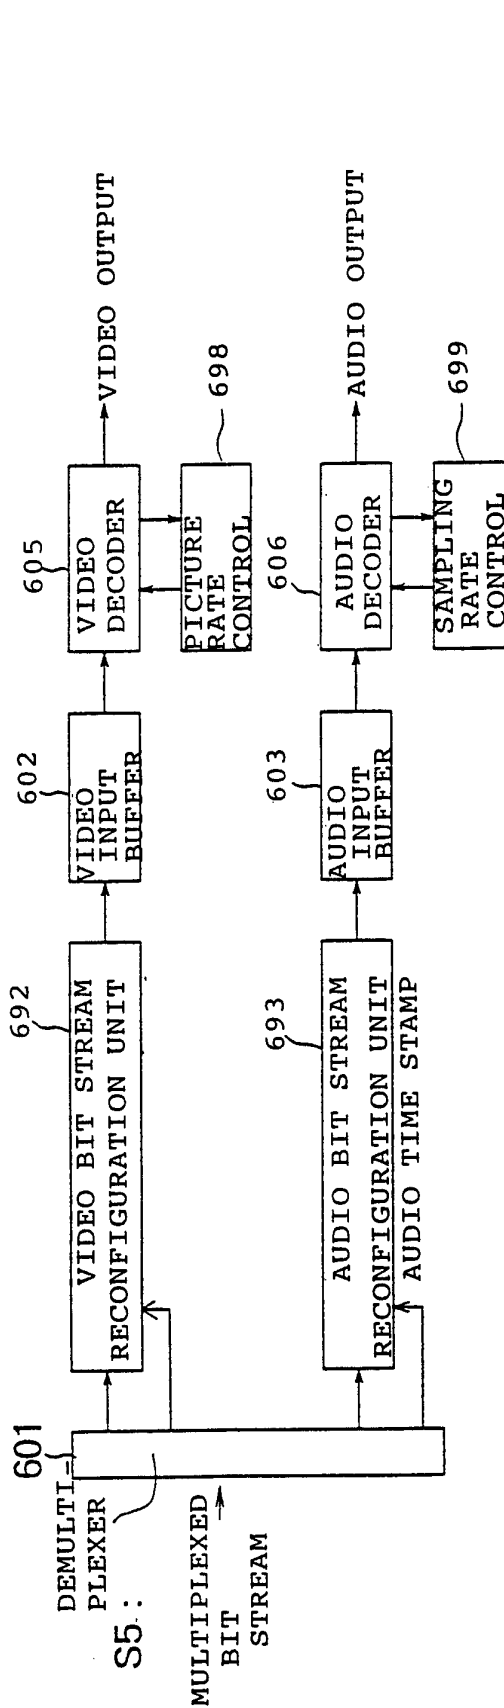 601
DEMULTI_
PLEXER
S5:
MULTIPLEXED
BIT
STREAM
692
VIDEO BIT STREAM
RECONFIGURATION UNIT
602
VIDEO
INPUT
BUFFER
605
VIDEO
DECODER
VIDEO OUTPUT
PICTURE
RATE
CONTROL
698
693
AUDIO BIT STREAM
RECONFIGURATION UNIT
AUDIO TIME STAMP
603
AUDIO
INPUT
BUFFER
606
AUDIO
DECODER
AUDIO OUTPUT
SAMPLING
RATE
CONTROL
699